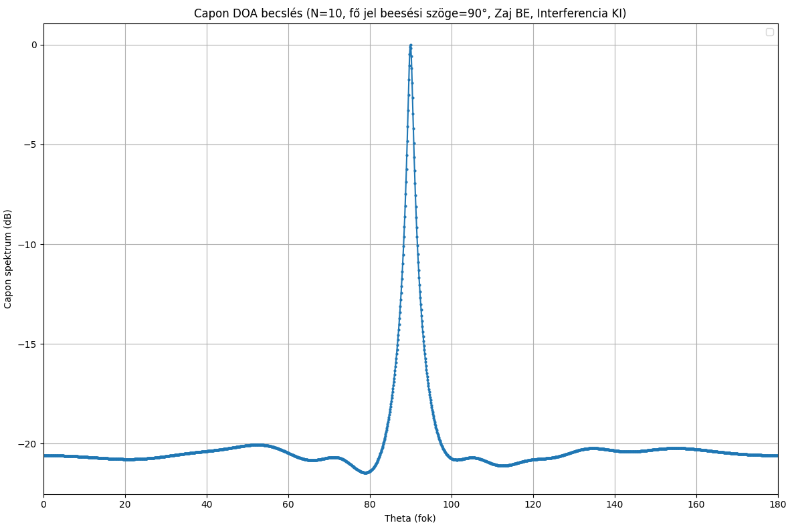 Capon DOA becslés (N=10, fő jel beesési szöge=90°, Zaj BE, Interferencia KI)
0
−5
−10
−15
−20
Capon spektrum (dB)
0 20 40 60 80 100 120 140 160 180
Theta (fok)